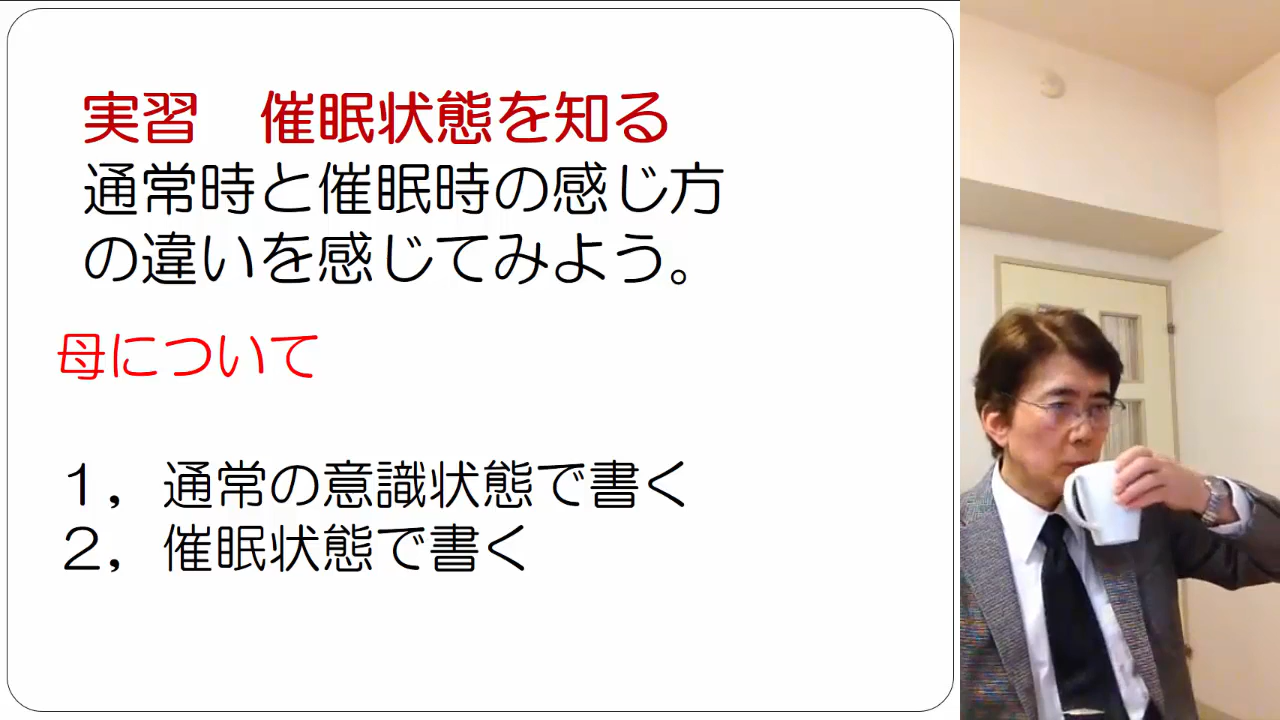 実習　催眠状態を知る
通常時と催眠時の感じ方
の違いを感じてみよう。
母について
１，通常の意識状態で書く
２，催眠状態で書く